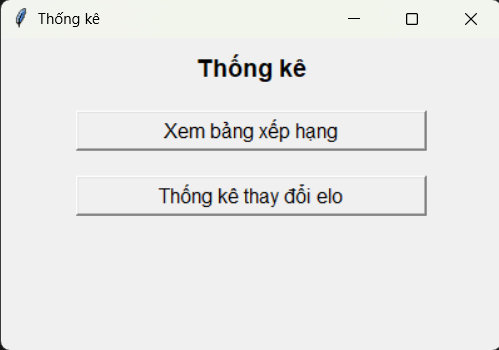 Thống kê
Thống kê
Xem bảng xếp hạng
Thống kê thay đổi elo